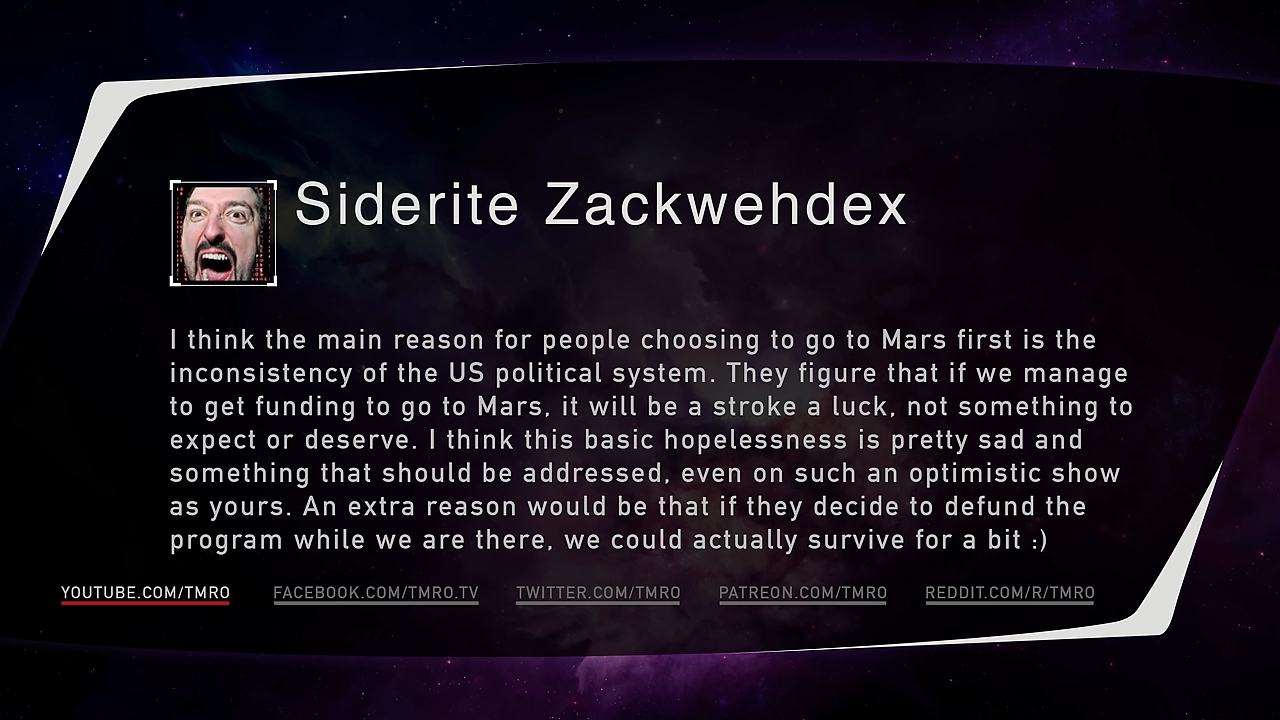 Siderite Zackwehdex
I think the main reason for people choosing to go to Mars first is the
inconsistency of the US political system. They figure that if we manage
to get funding to go to Mars, it will be a stroke a luck, not something to
expect or deserve. I think this basic hopelessness is pretty sad and
something that should be addressed, even on such an optimistic show
as yours. An extra reason would be that if they decide to defund the
program while we are there, we could actually survive for a bit :)
YOUTUBE.COM/TMRO FACEBOOK.COM/TMRO.TV TWITTER.COM/TMRO PATREON.COM/TMRO REDDIT.COM/R/TMRO